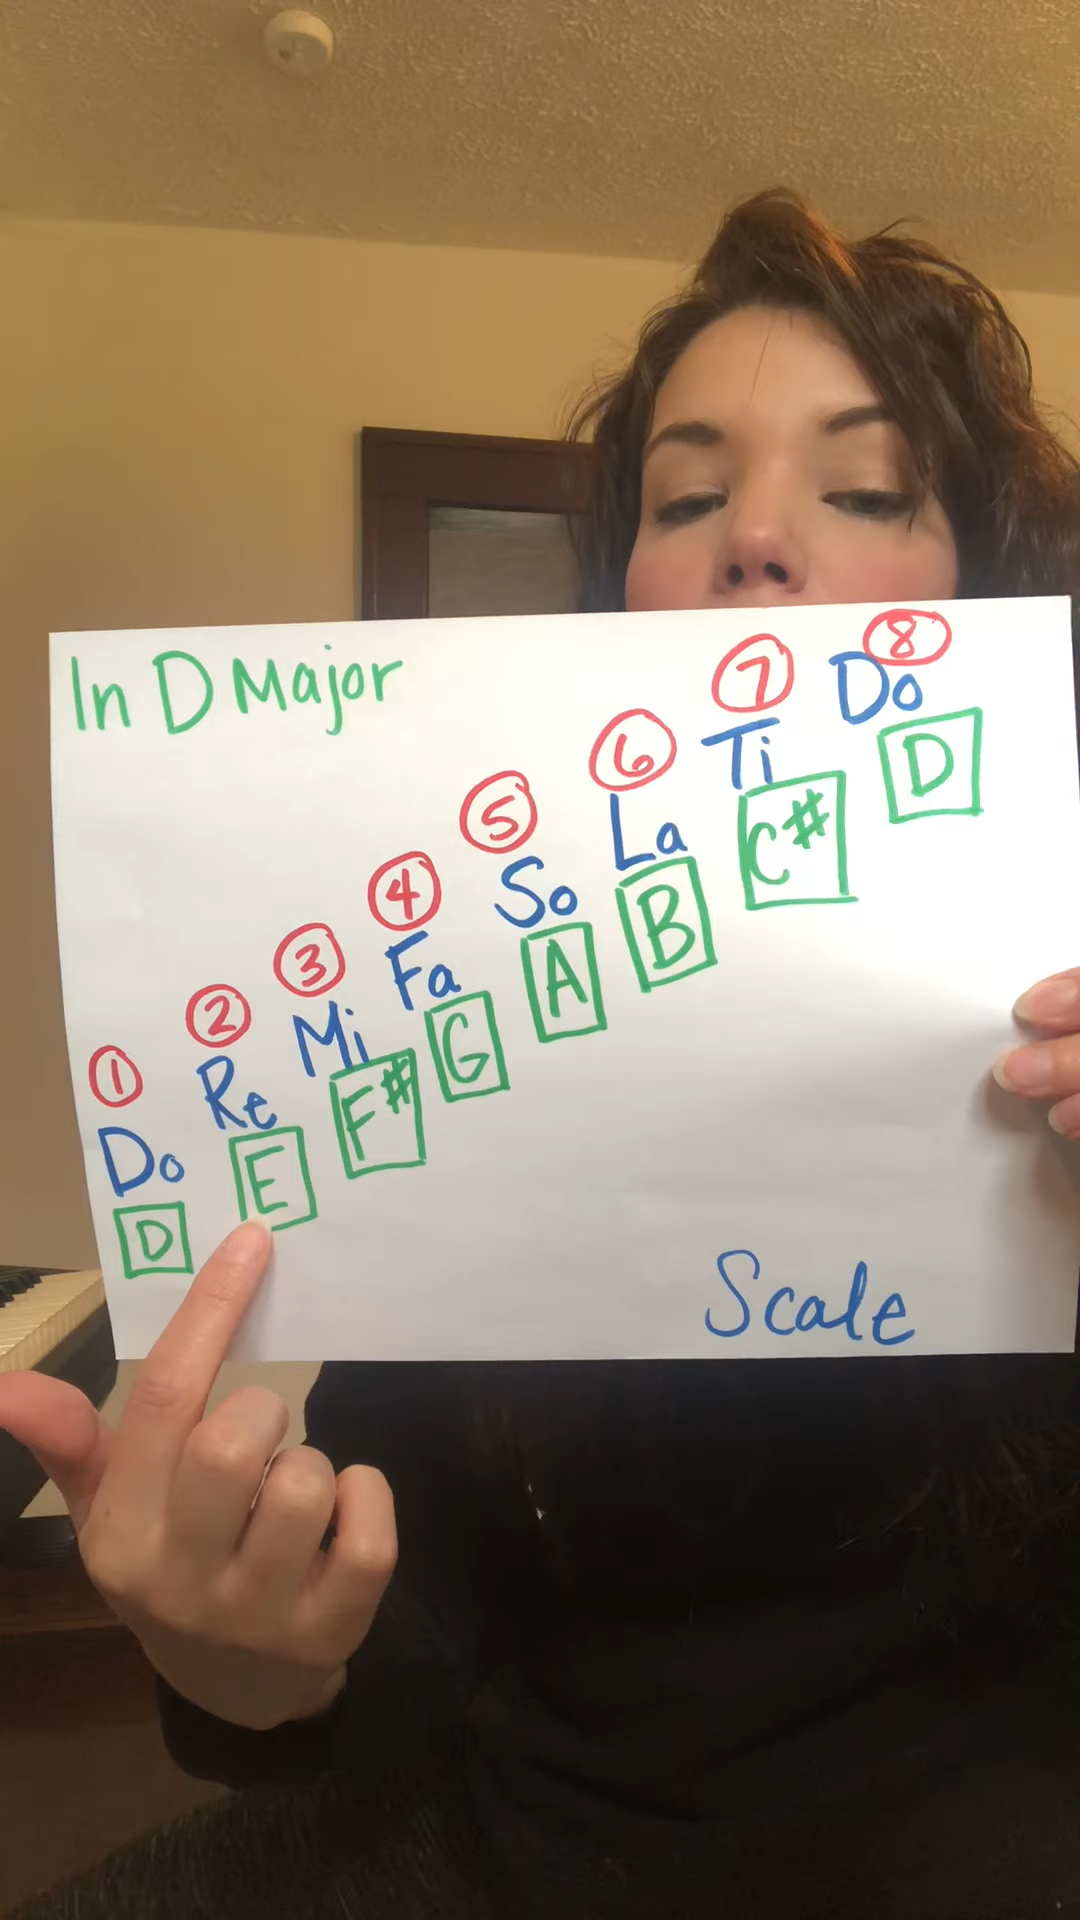 In D Major
① ② ③ ④ ⑤ ⑥ ⑦ ⑧
Do Re Mi Fa So La Ti Do
D E F# G A B C# D
Scale